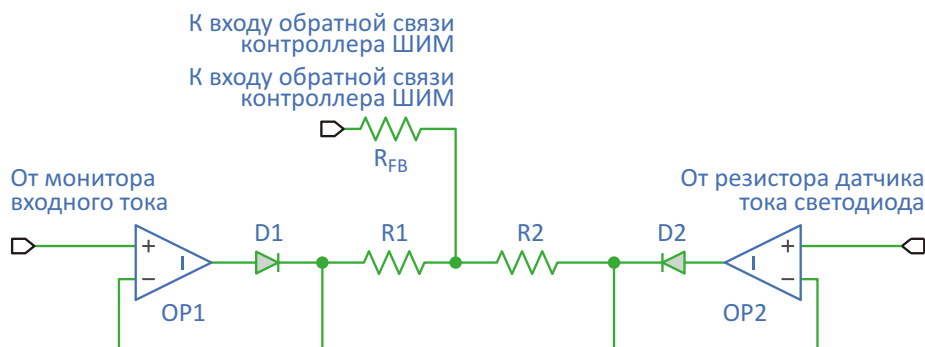 К входу обратной связи
контроллера ШИМ
К входу обратной связи
контроллера ШИМ
R_FB
От монитора
входного тока
От резистора датчика
тока светодиода
D1
R1
R2
D2
+
−
OP1
+
−
OP2